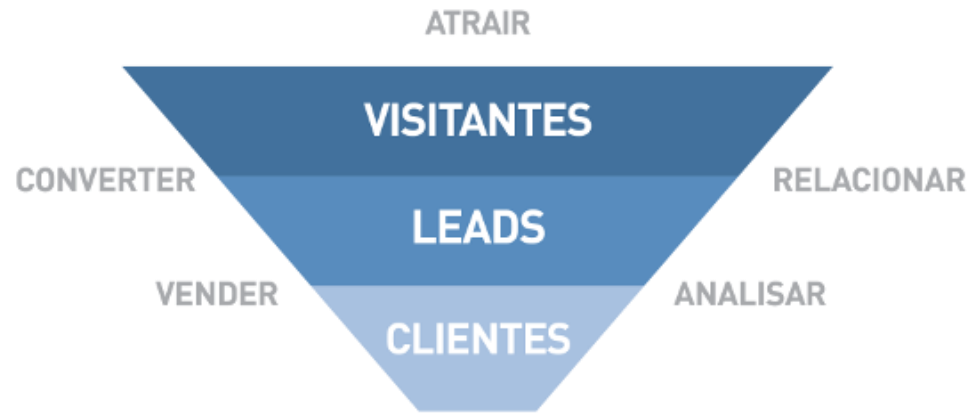 ATRAIR
VISITANTES
CONVERTER
RELACIONAR
LEADS
VENDER
ANALISAR
CLIENTES